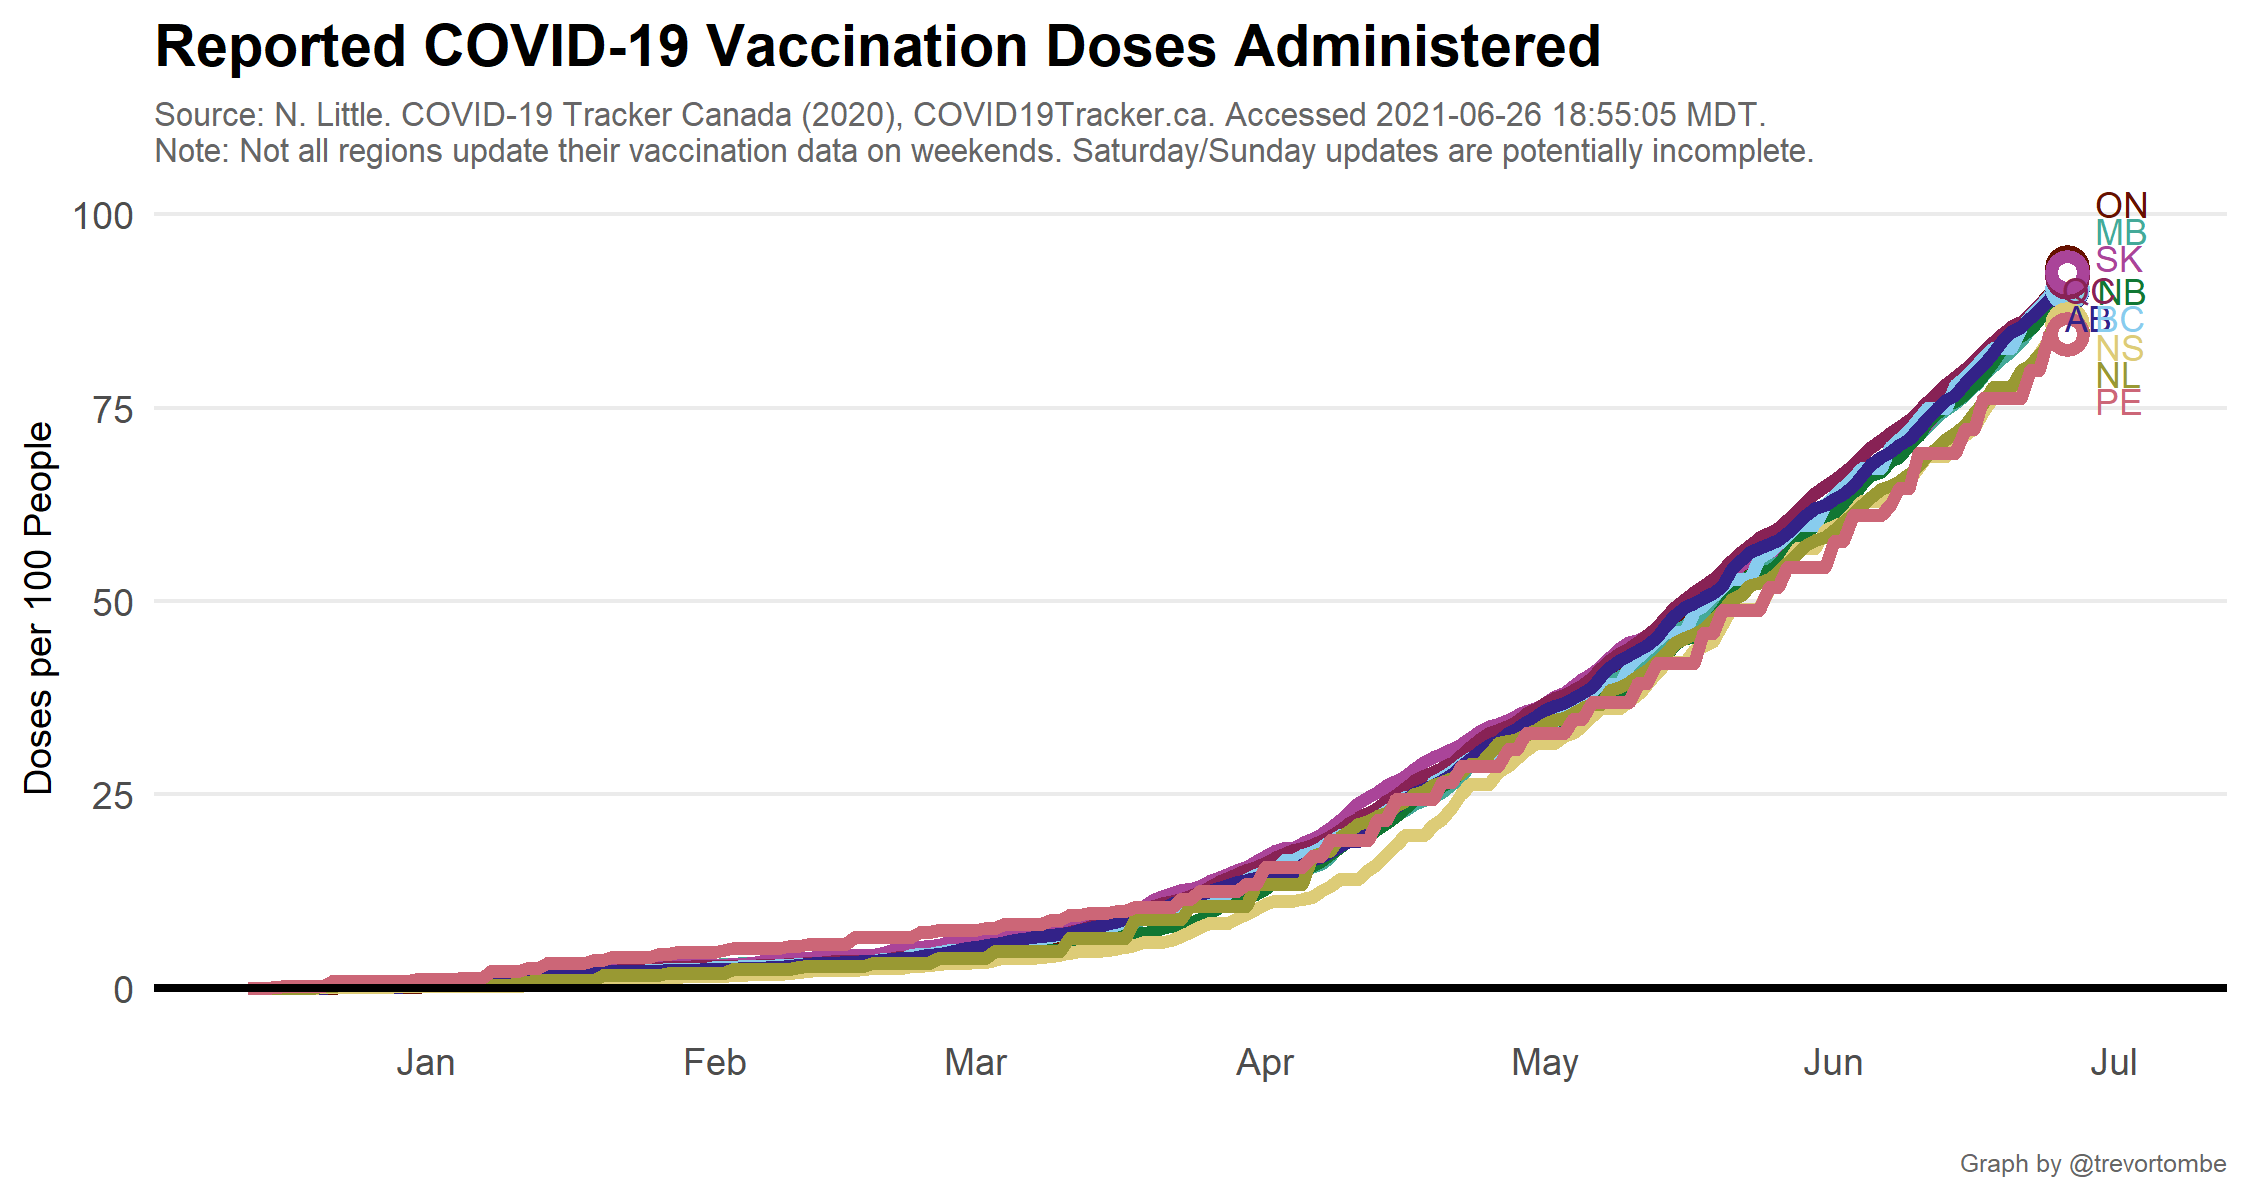 Reported COVID-19 Vaccination Doses Administered
Source: N. Little. COVID-19 Tracker Canada (2020), COVID19Tracker.ca. Accessed 2021-06-26 18:55:05 MDT.
Note: Not all regions update their vaccination data on weekends. Saturday/Sunday updates are potentially incomplete.
Doses per 100 People
100
75
50
25
0
ON
MB
SK
QC NB
AB BC
NS
NL
PE
Jan Feb Mar Apr May Jun Jul
Graph by @trevortombe